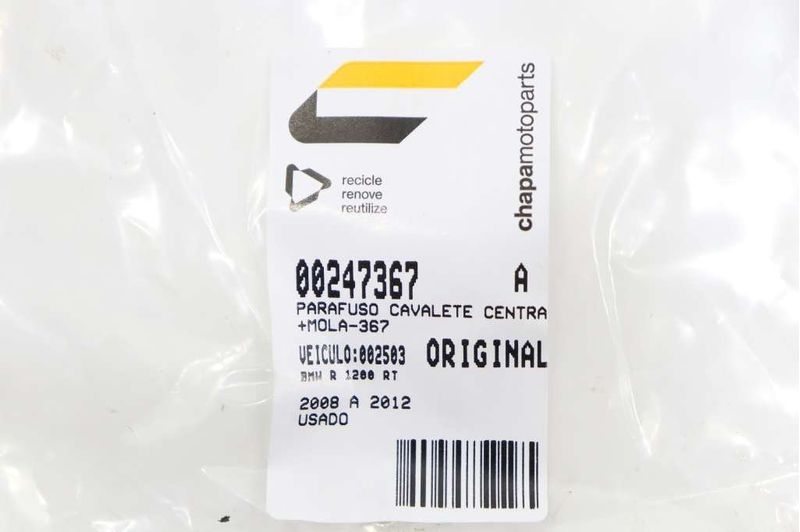 chapamotoparts
recicle
renove
reutilize
00247367 A
PARAFUSO CAVALETE CENTRA
+MOLA-367
VEICULO:002503 ORIGINAL
BMW R 1200 RT
2008 A 2012
USADO